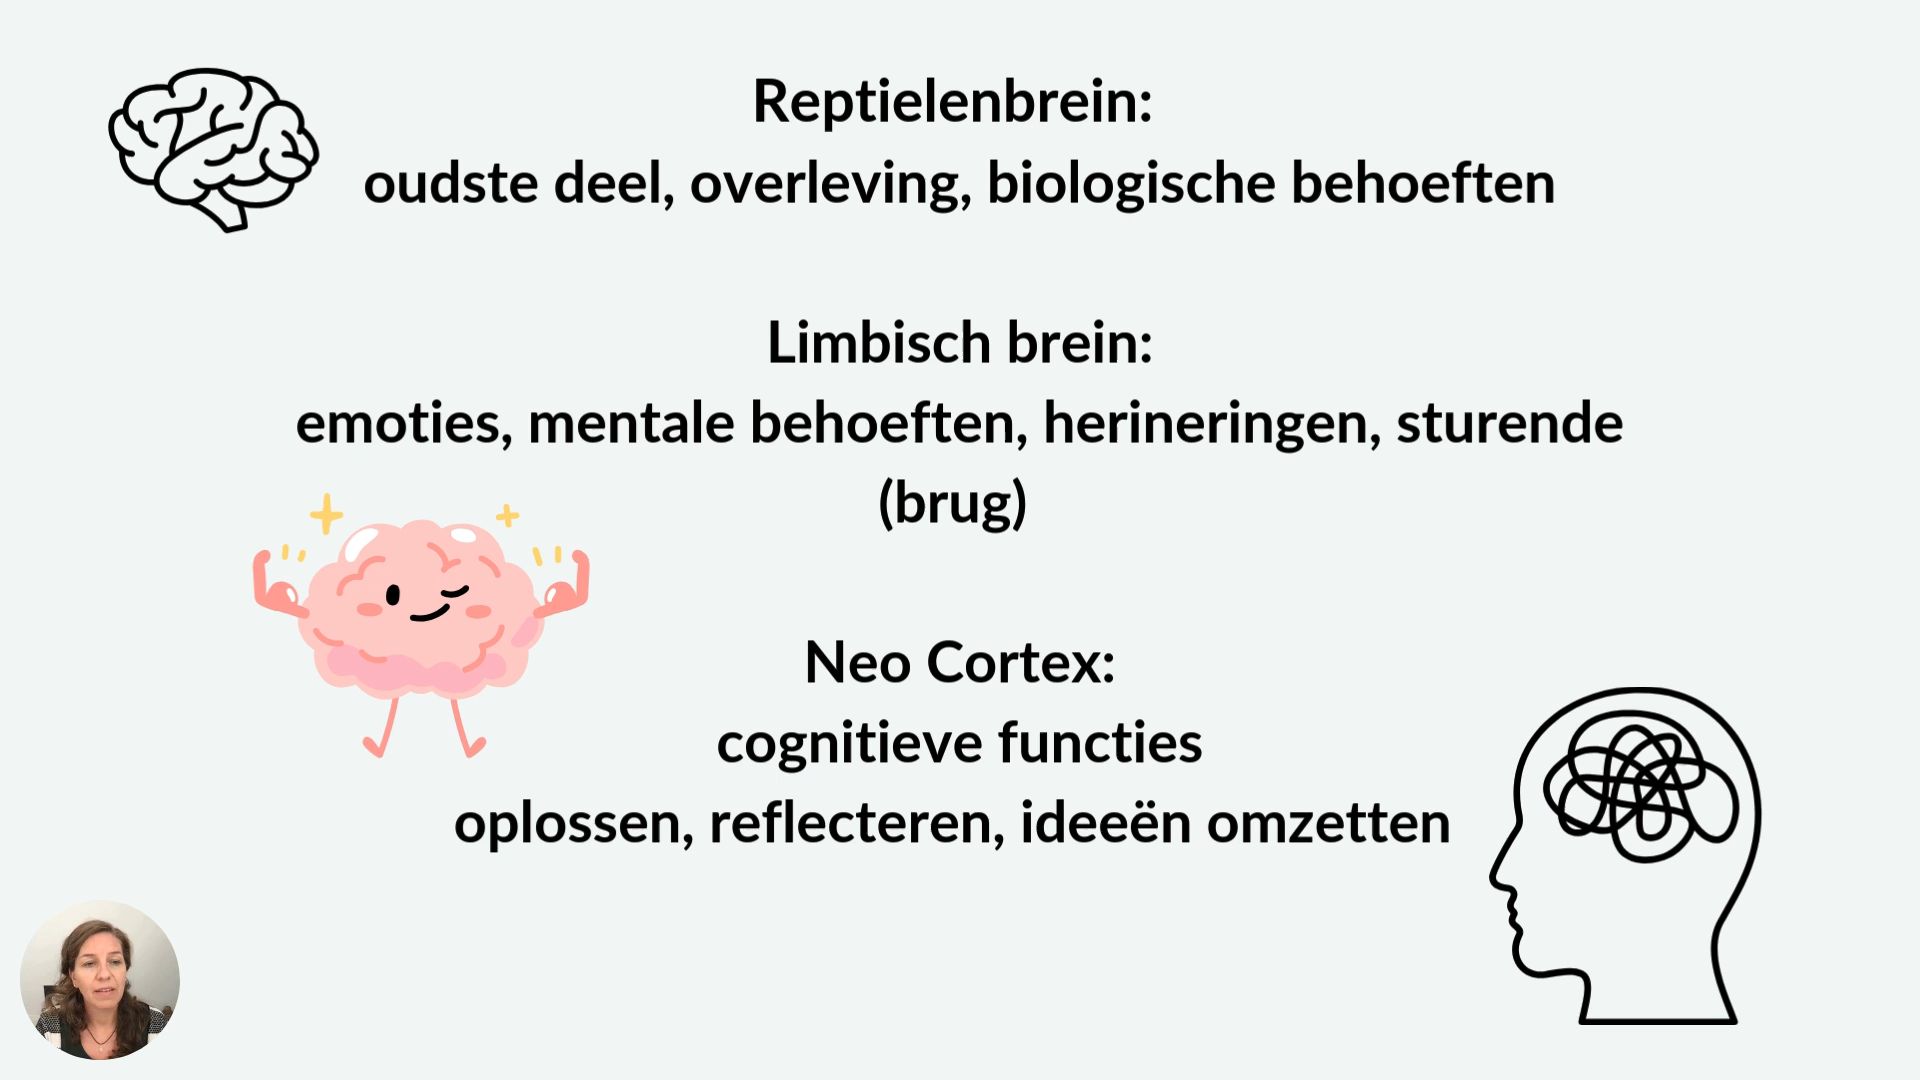 Reptielenbrein:
oudste deel, overleving, biologische behoeften
Limbisch brein:
emoties, mentale behoeften, herineringen, sturende
(brug)
Neo Cortex:
cognitieve functies
oplossen, reflecteren, ideeën omzetten